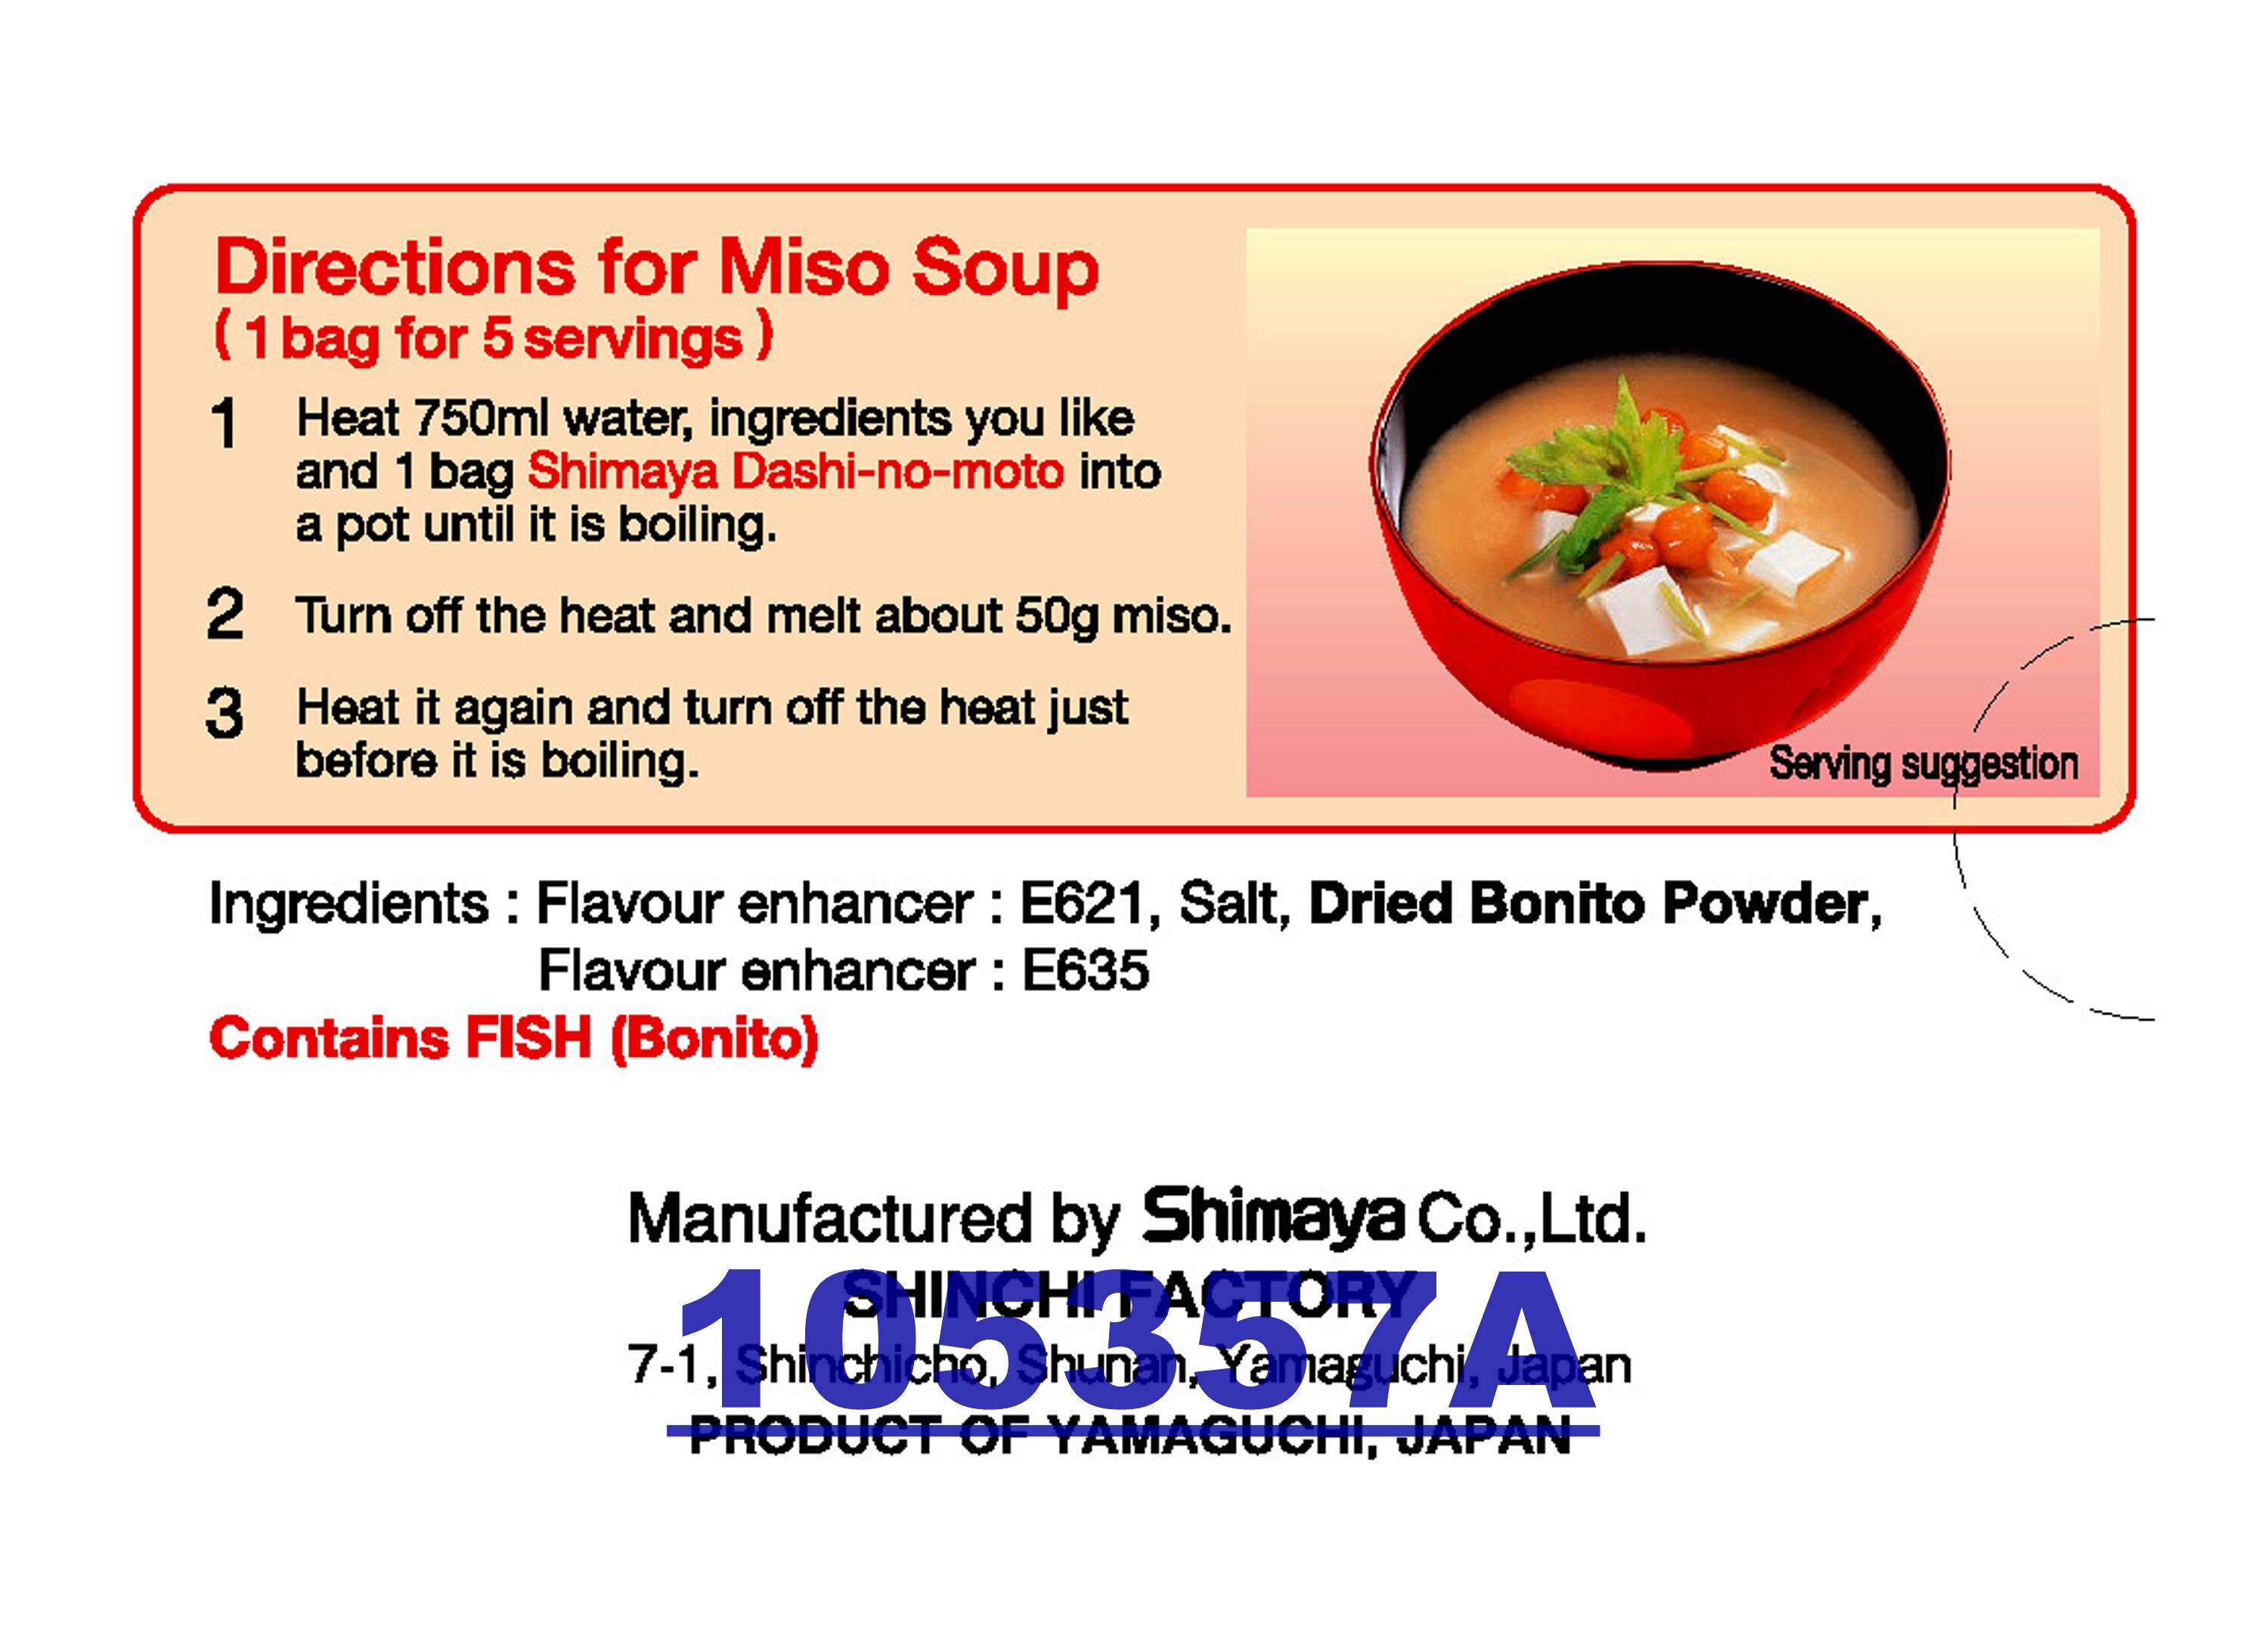 Directions for Miso Soup
( 1 bag for 5 servings )
1 Heat 750ml water, ingredients you like
and 1 bag Shimaya Dashi-no-moto into
a pot until it is boiling.
2 Turn off the heat and melt about 50g miso.
3 Heat it again and turn off the heat just
before it is boiling.
Serving suggestion
Ingredients : Flavour enhancer : E621, Salt, Dried Bonito Powder,
Flavour enhancer : E635
Contains FISH (Bonito)
Manufactured by Shimaya Co.,Ltd.
SHINCHI FACTORY
105357A
7-1, Shinchicho, Shunan, Yamaguchi, Japan
PRODUCT OF YAMAGUCHI, JAPAN